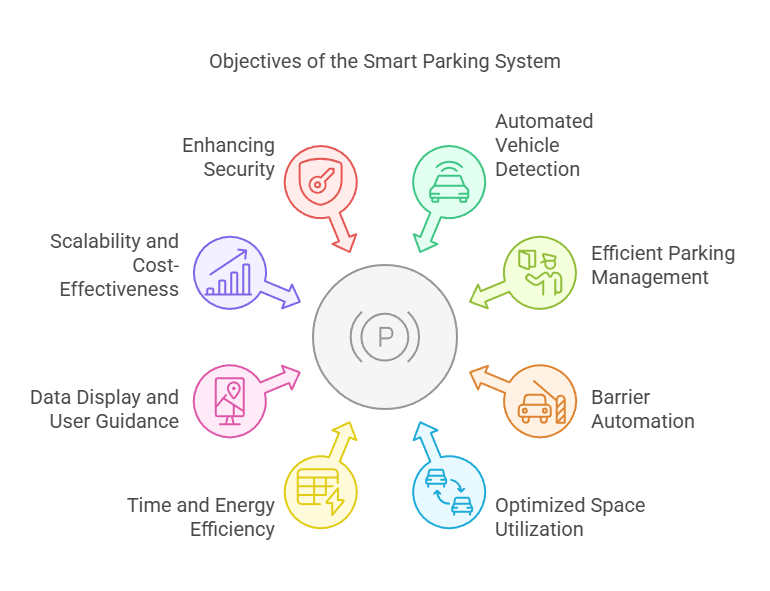 Objectives of the Smart Parking System
Enhancing
Security
Automated
Vehicle
Detection
Scalability and
Cost-
Effectiveness
Efficient Parking
Management
P
Data Display and
User Guidance
Barrier
Automation
Time and Energy
Efficiency
Optimized Space
Utilization